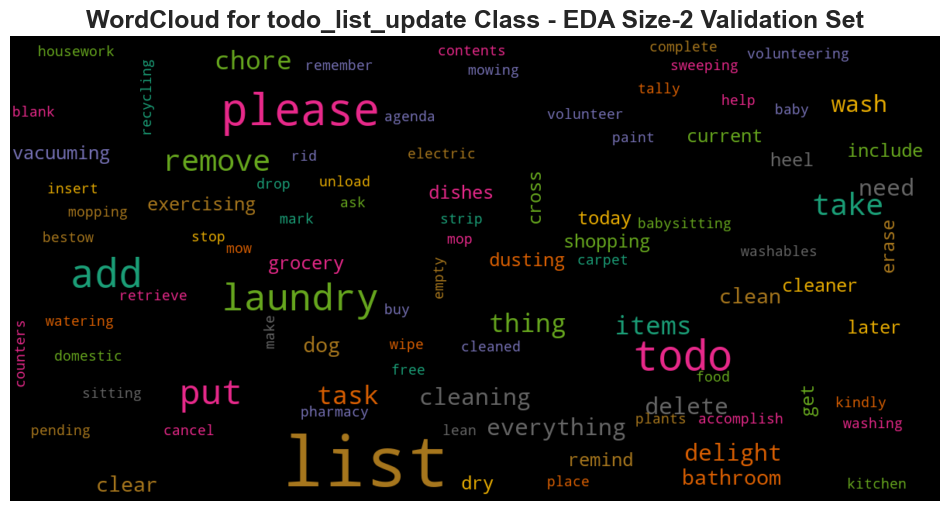 WordCloud for todo_list_update Class - EDA Size-2 Validation Set
housework
contents
complete
volunteering
chore
remember
mowing
sweeping
recycling
tally
blank
please
help
baby
wash
agenda
volunteer
paint
current
vacuuming
remove
rid
electric
heel
include
insert
drop
unload
dishes
cross
need
mopping
exercising
ask
take
mark
strip
today
babysitting
bestow
stop
mow
mop
shopping
erase
add
grocery
empty
dusting
carpet
washables
retrieve
laundry
clean
cleaner
buy
watering
make
thing
items
later
counters
domestic
dog
wipe
cleaned
todo
free
food
sitting
put
task
cleaning
delete
get
kindly
pharmacy
plants
accomplish
washing
pending
cancel
list
lean
everything
delight
remind
clear
dry
place
bathroom
kitchen